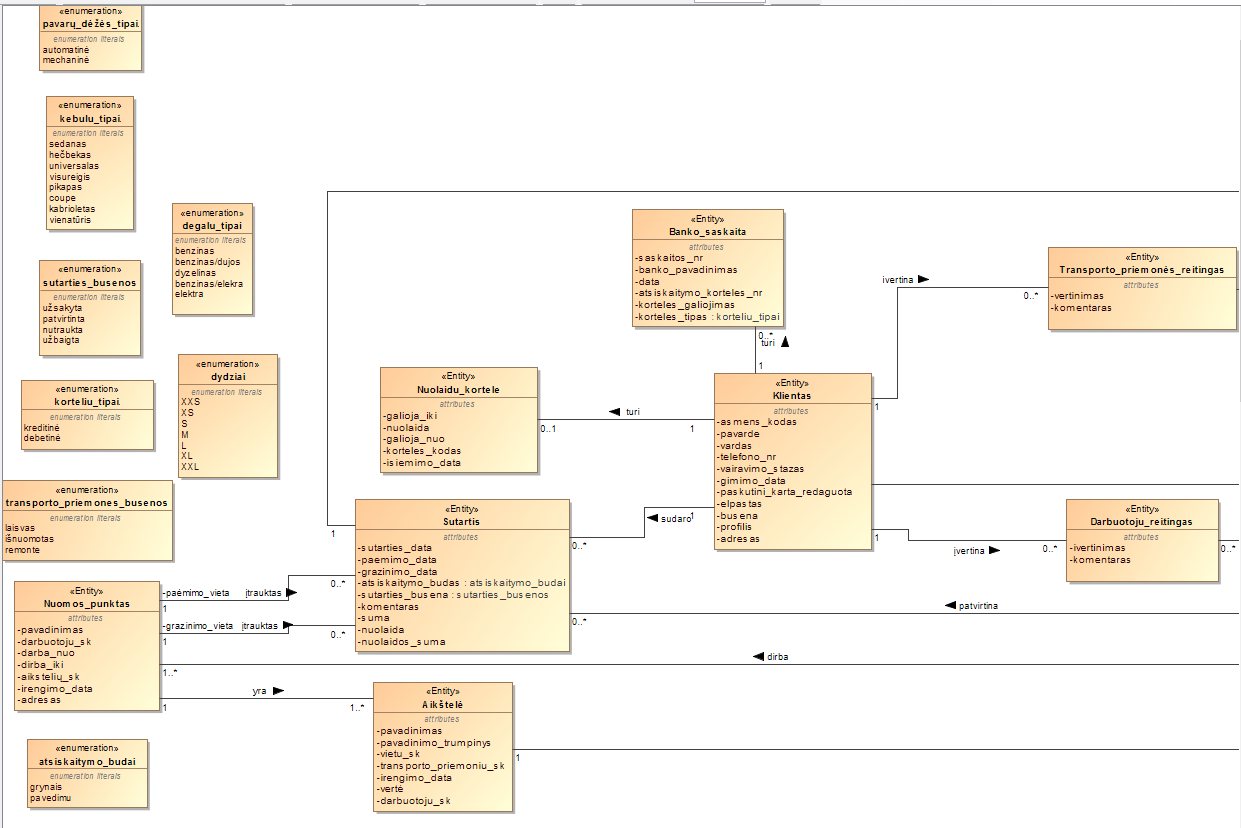 «enumeration»
pavarų_dėžės_tipai
enumeration literals
automatinė
mechaninė
«enumeration»
kebulu_tipai
enumeration literals
sedanas
hečbekas
universalas
visureigis
pikapas
coupe
kabrioletas
vienatūris
«enumeration»
degalu_tipai
enumeration literals
benzinas
benzinas/dujos
dyzelinas
benzinas/elekra
elektra
«enumeration»
sutarties_busenos
enumeration literals
užsakyta
patvirtinta
nutraukta
užbaigta
«enumeration»
dydziai
enumeration literals
XXS
XS
S
M
L
XL
XXL
«enumeration»
korteliu_tipai
enumeration literals
kreditinė
debetinė
«enumeration»
transporto_priemones_busenos
enumeration literals
laisvas
išnuomotas
remonte
«Entity»
Nuomos_punktas
attributes
-pavadinimas
-darbuotoju_sk
-darba_nuo
-dirba_iki
-aiksteliu_sk
-irengimo_data
-adresas
«enumeration»
atsiskaitymo_budai
enumeration literals
grynais
pavedimu
«Entity»
Banko_saskaita
attributes
-saskaitos_nr
-banko_pavadinimas
-data
-atsiskaitymo_korteles_nr
-korteles_galiojimas
-korteles_tipas : korteliu_tipai
0..*
turi
1
«Entity»
Transporto_priemonės_reitingas
attributes
-vertinimas
-komentaras
ivertina
0..*
1
«Entity»
Nuolaidu_kortele
attributes
-galioja_iki
-nuolaida
-galioja_nuo
-korteles_kodas
-isiemimo_data
turi
0..1
1
«Entity»
Klientas
attributes
-asmens_kodas
-pavarde
-vardas
-telefono_nr
-vairavimo_stazas
-gimimo_data
-paskutini_karta_redaguota
-elpastas
-busena
-profilis
-adresas
«Entity»
Sutartis
attributes
-sutarties_data
-paemimo_data
-grazinimo_data
-atsiskaitymo_budas : atsiskaitymo_budai
-sutarties_busena : sutarties_busenos
-komentaras
-suma
-nuolaida
-nuolaidos_suma
1
sudaro
1
0..*
«Entity»
Darbuotoju_reitingas
attributes
-ivertinimas
-komentaras
1
įvertina
0..*
0..*
-paėmimo_vieta
įtrauktas
1
0..*
-grazinimo_vieta
įtrauktas
1
0..*
patvirtina
0..*
dirba
1..*
yra
1
1..*
«Entity»
Aikštelė
attributes
-pavadinimas
-pavadinimo_trumpinys
-vietu_sk
-transporto_priemoniu_sk
-irengimo_data
-vertė
-darbuotoju_sk
1